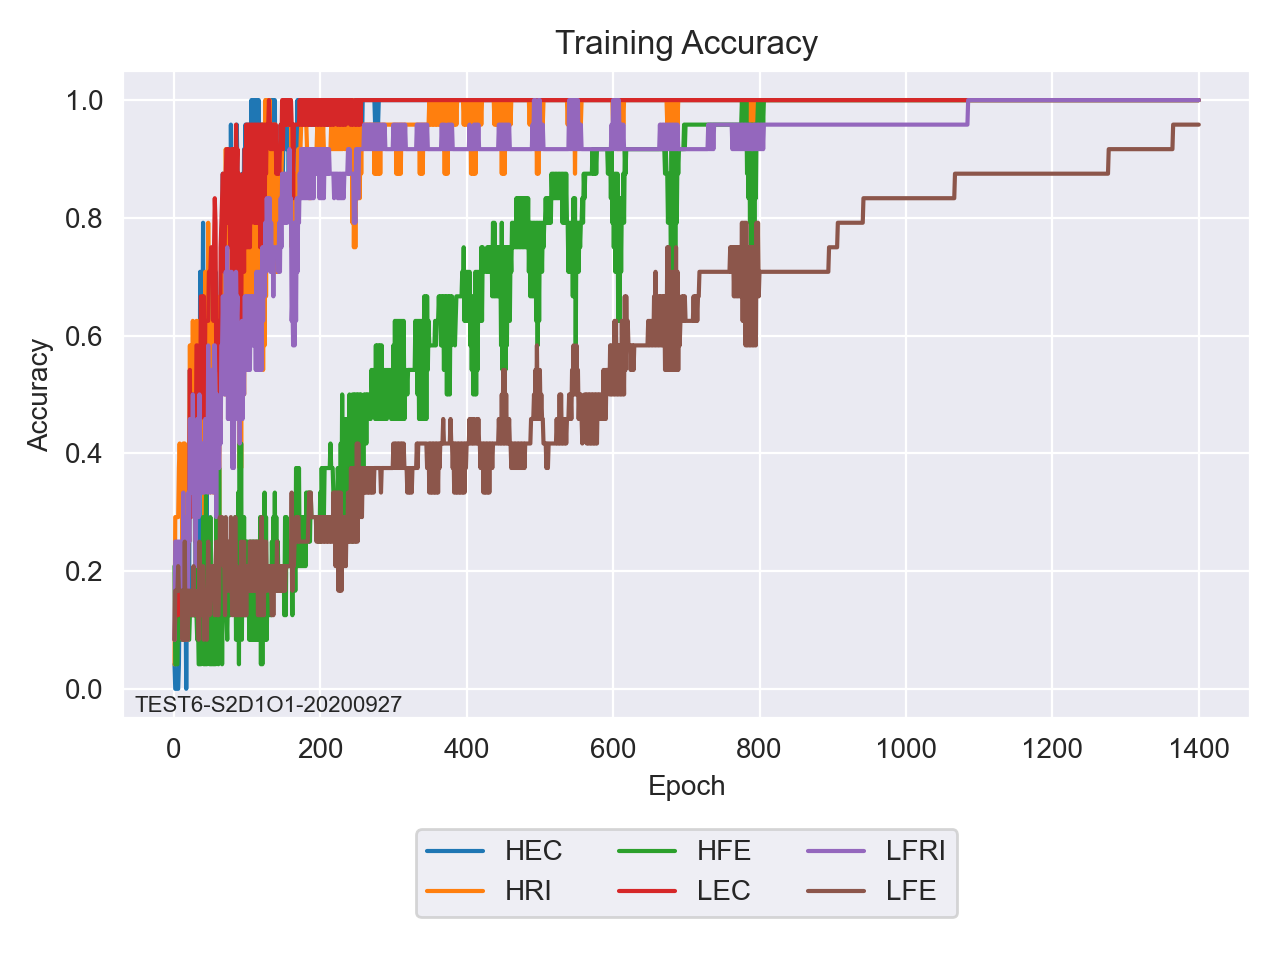 Training Accuracy
1.0
0.8
0.6
0.4
0.2
0.0
Accuracy
TEST6-S2D1O1-20200927
0 200 400 600 800 1000 1200 1400
Epoch
HEC HFE LFRI
HRI LEC LFE